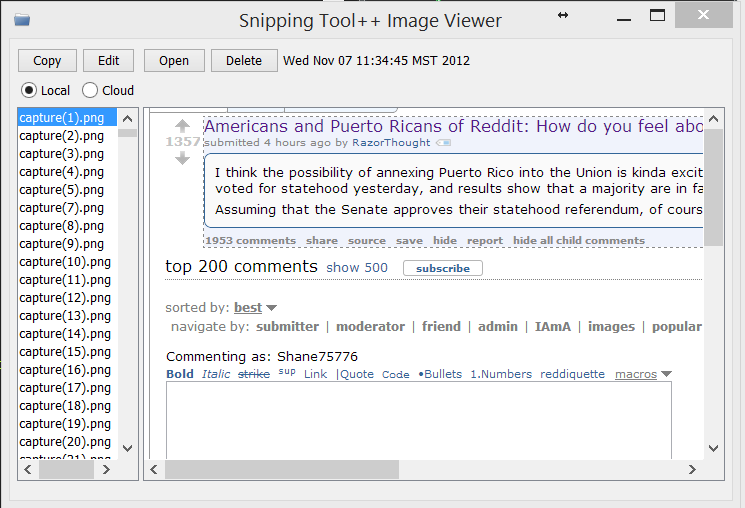 Snipping Tool++ Image Viewer
Copy Edit Open Delete Wed Nov 07 11:34:45 MST 2012
Local Cloud
capture(1).png
capture(2).png
capture(3).png
capture(4).png
capture(5).png
capture(7).png
capture(8).png
capture(9).png
capture(10).png
capture(11).png
capture(12).png
capture(13).png
capture(14).png
capture(15).png
capture(16).png
capture(17).png
capture(18).png
capture(19).png
capture(20).png
capture(21).png
1357
Americans and Puerto Ricans of Reddit: How do you feel abo
submitted 4 hours ago by RazorThought
I think the possibility of annexing Puerto Rico into the Union is kinda excit
voted for statehood yesterday, and results show that a majority are in fa
Assuming that the Senate approves their statehood referendum, of cours
1953 comments share source save hide report hide all child comments
top 200 comments show 500 subscribe
sorted by: best
navigate by: submitter | moderator | friend | admin | IAmA | images | popular
Commenting as: Shane75776
Bold Italic strike sup Link |Quote Code •Bullets 1.Numbers reddiquette macros